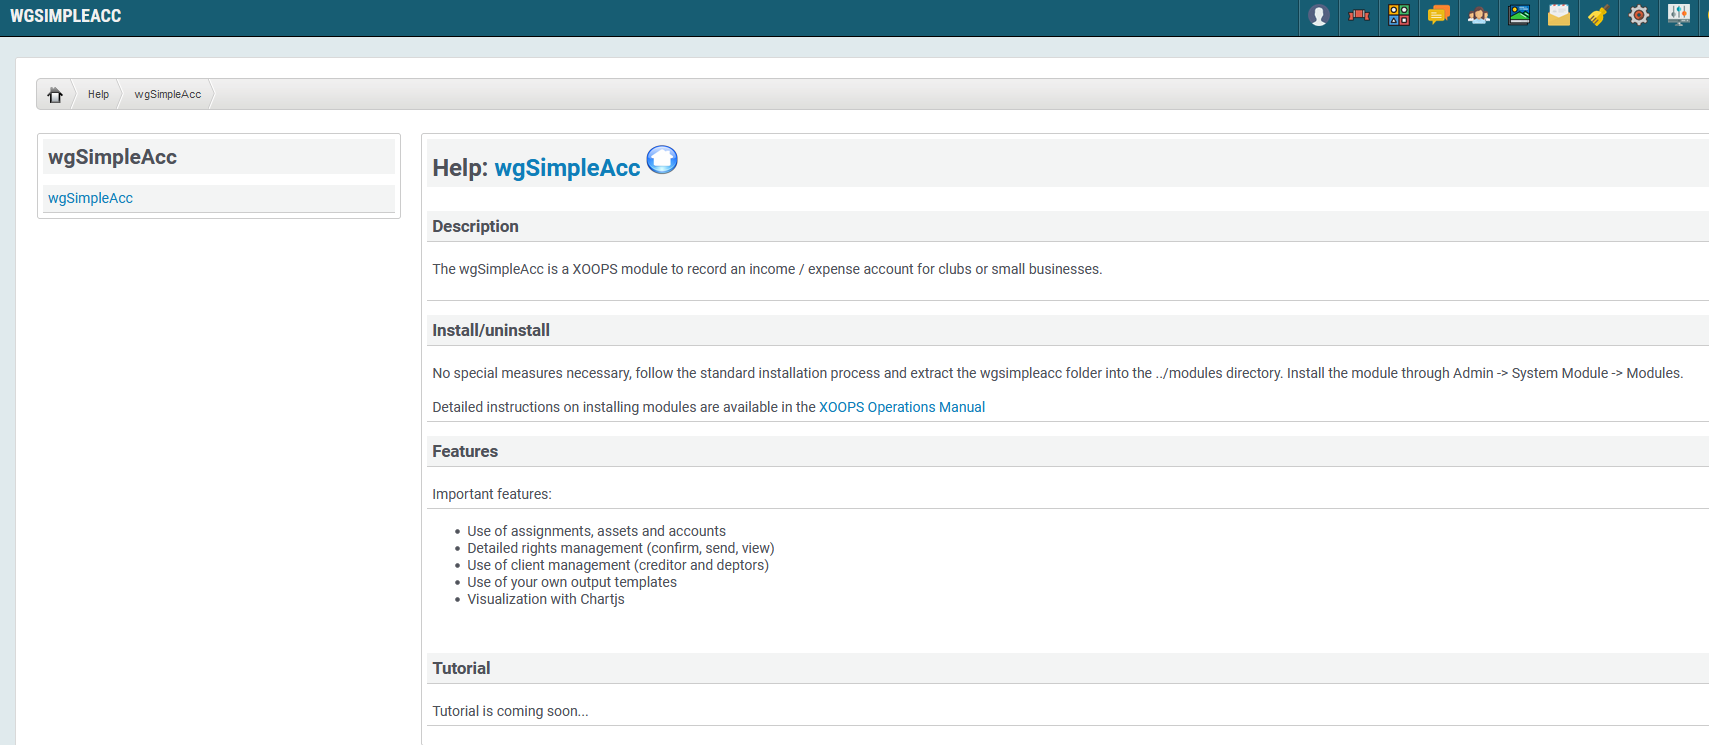 WGSIMPLEACC
Help
wgSimpleAcc
wgSimpleAcc
wgSimpleAcc
Help: wgSimpleAcc
Description
The wgSimpleAcc is a XOOPS module to record an income / expense account for clubs or small businesses.
Install/uninstall
No special measures necessary, follow the standard installation process and extract the wgsimpleacc folder into the ../modules directory. Install the module through Admin -> System Module -> Modules.
Detailed instructions on installing modules are available in the XOOPS Operations Manual
Features
Important features:
• Use of assignments, assets and accounts
• Detailed rights management (confirm, send, view)
• Use of client management (creditor and deptors)
• Use of your own output templates
• Visualization with Chartjs
Tutorial
Tutorial is coming soon...